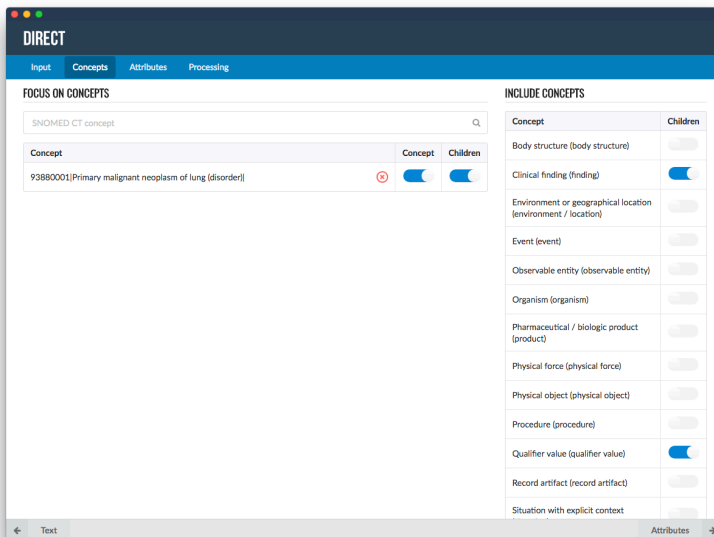 DIRECT
Input Concepts Attributes Processing
FOCUS ON CONCEPTS
SNOMED CT concept
Concept Concept Children
93880001|Primary malignant neoplasm of lung (disorder)|
INCLUDE CONCEPTS
Concept Children
Body structure (body structure)
Clinical finding (finding)
Environment or geographical location
(environment / location)
Event (event)
Observable entity (observable entity)
Organism (organism)
Pharmaceutical / biologic product
(product)
Physical force (physical force)
Physical object (physical object)
Procedure (procedure)
Qualifier value (qualifier value)
Record artifact (record artifact)
Situation with explicit context
Text Attributes